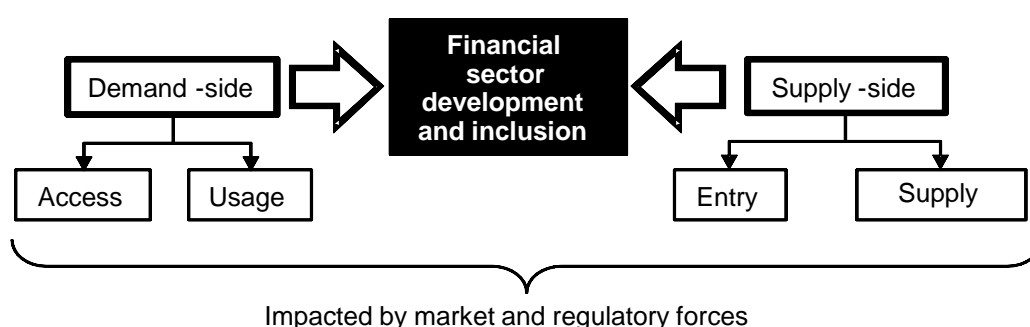 Financial
sector
development
and inclusion
Demand -side
Supply -side
Access
Usage
Entry
Supply
Impacted by market and regulatory forces